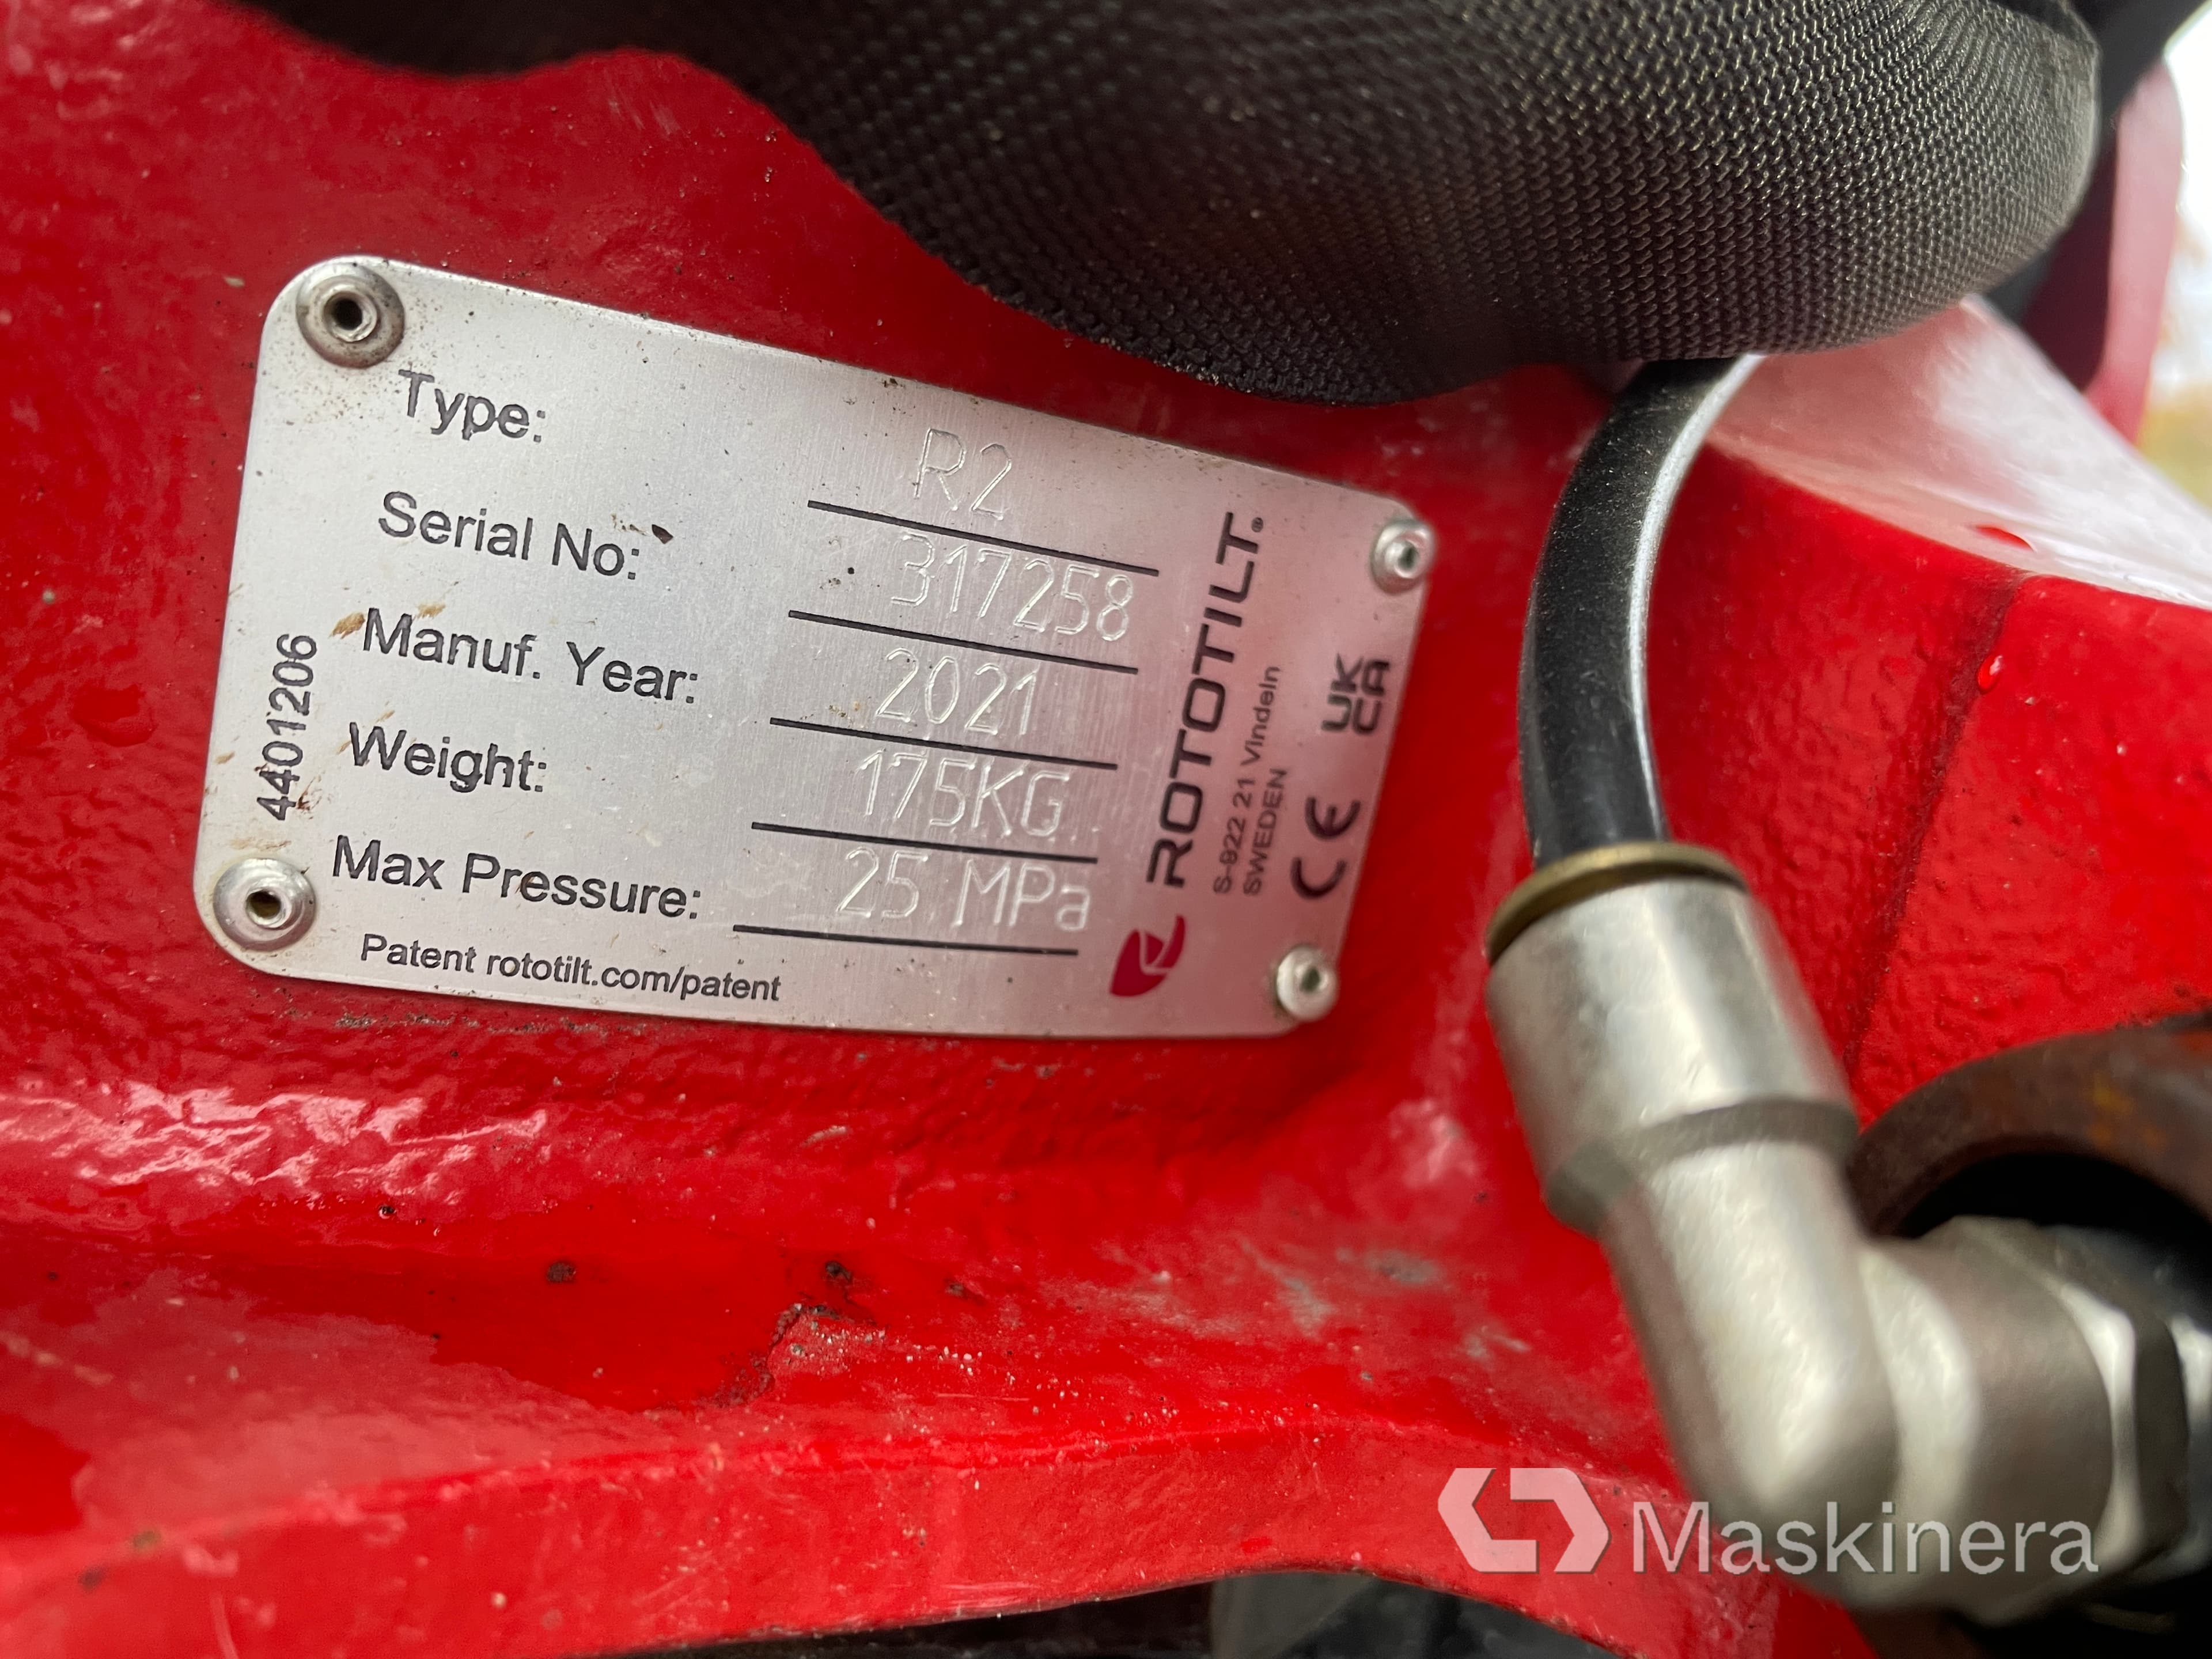 Type: R2
Serial No: 317258
Manuf. Year: 2021
Weight: 175KG
Max Pressure: 25 MPa
Patent rototilt.com/patent
4401206
ROTOTILT®
S-922 21 Vindeln
SWEDEN
CE
UK
CA
Maskinera